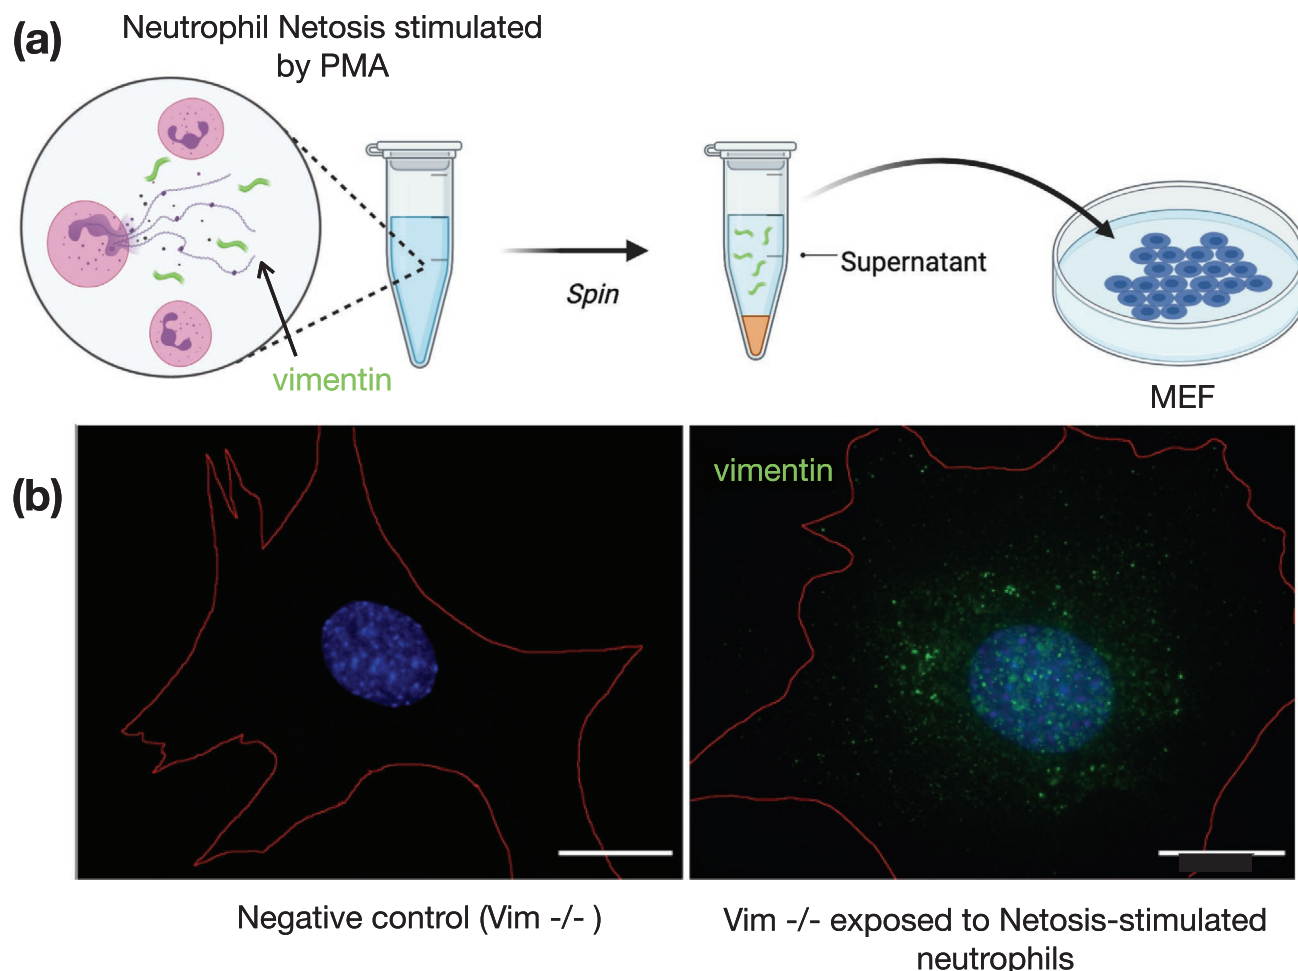 (a)
Neutrophil Netosis stimulated
by PMA
vimentin
Spin
Supernatant
MEF
(b)
vimentin
Negative control (Vim -/- )
Vim -/- exposed to Netosis-stimulated
neutrophils